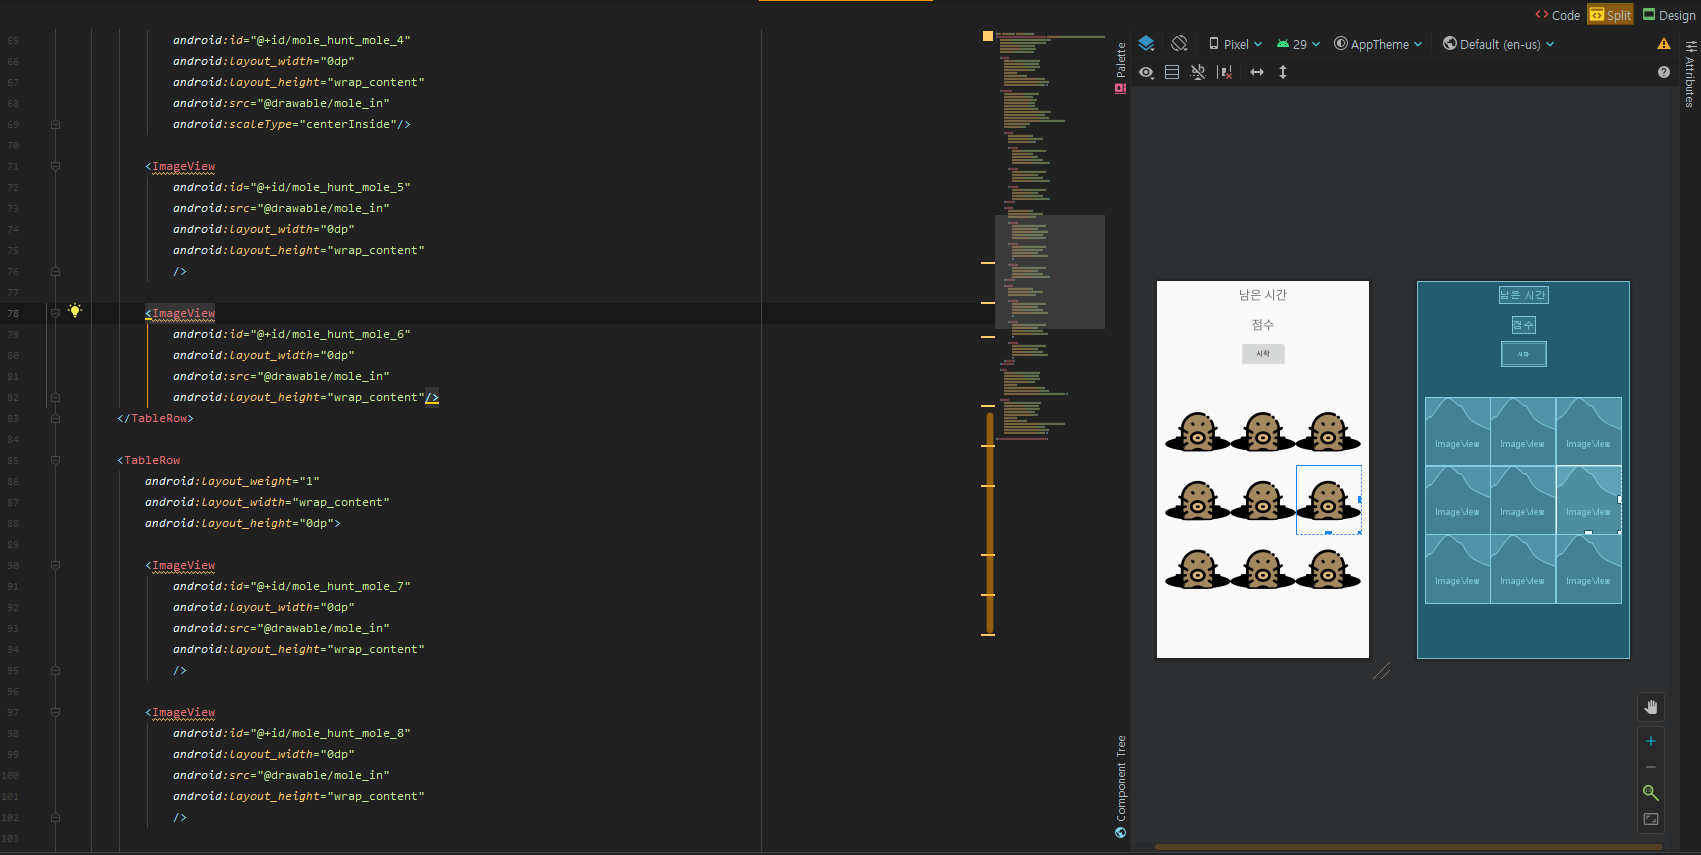 Code Split Design
Pixel 29 AppTheme Default (en-us)
Palette
Attributes
65 android:id="@+id/mole_hunt_mole_4"
66 android:layout_width="0dp"
67 android:layout_height="wrap_content"
68 android:src="@drawable/mole_in"
69 android:scaleType="centerInside"/>
70
71 <ImageView
72 android:id="@+id/mole_hunt_mole_5"
73 android:src="@drawable/mole_in"
74 android:layout_width="0dp"
75 android:layout_height="wrap_content"
76 />
77
78 <ImageView
79 android:id="@+id/mole_hunt_mole_6"
80 android:layout_width="0dp"
81 android:src="@drawable/mole_in"
82 android:layout_height="wrap_content"/>
83 </TableRow>
84
85 <TableRow
86 android:layout_weight="1"
87 android:layout_width="wrap_content"
88 android:layout_height="0dp">
89
90 <ImageView
91 android:id="@+id/mole_hunt_mole_7"
92 android:layout_width="0dp"
93 android:src="@drawable/mole_in"
94 android:layout_height="wrap_content"
95 />
96
97 <ImageView
98 android:id="@+id/mole_hunt_mole_8"
99 android:layout_width="0dp"
100 android:src="@drawable/mole_in"
101 android:layout_height="wrap_content"
102 />
103
남은 시간
점수
시작
남은 시간
점수
시작
ImageView ImageView ImageView
ImageView ImageView ImageView
ImageView ImageView ImageView
Component Tree